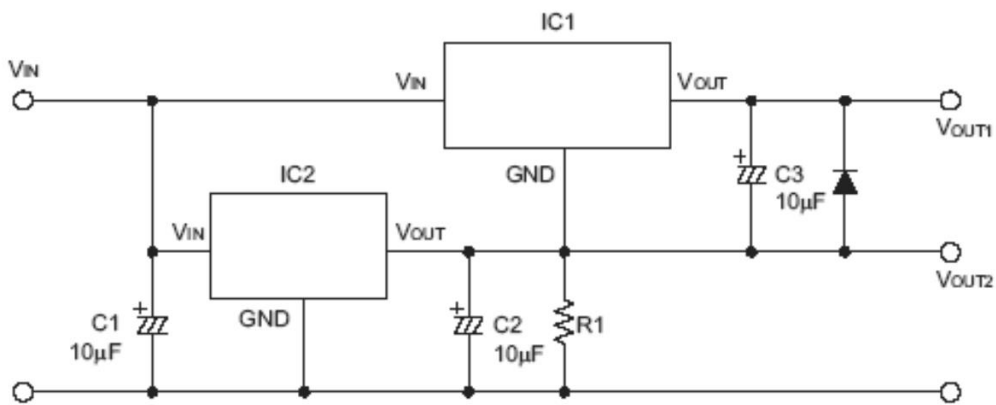 IC1
VIN
VIN
VOUT
VOUT1
GND
C3
10μF
+
IC2
VIN
VOUT
VOUT2
GND
+
C1
10μF
+
C2
10μF
R1